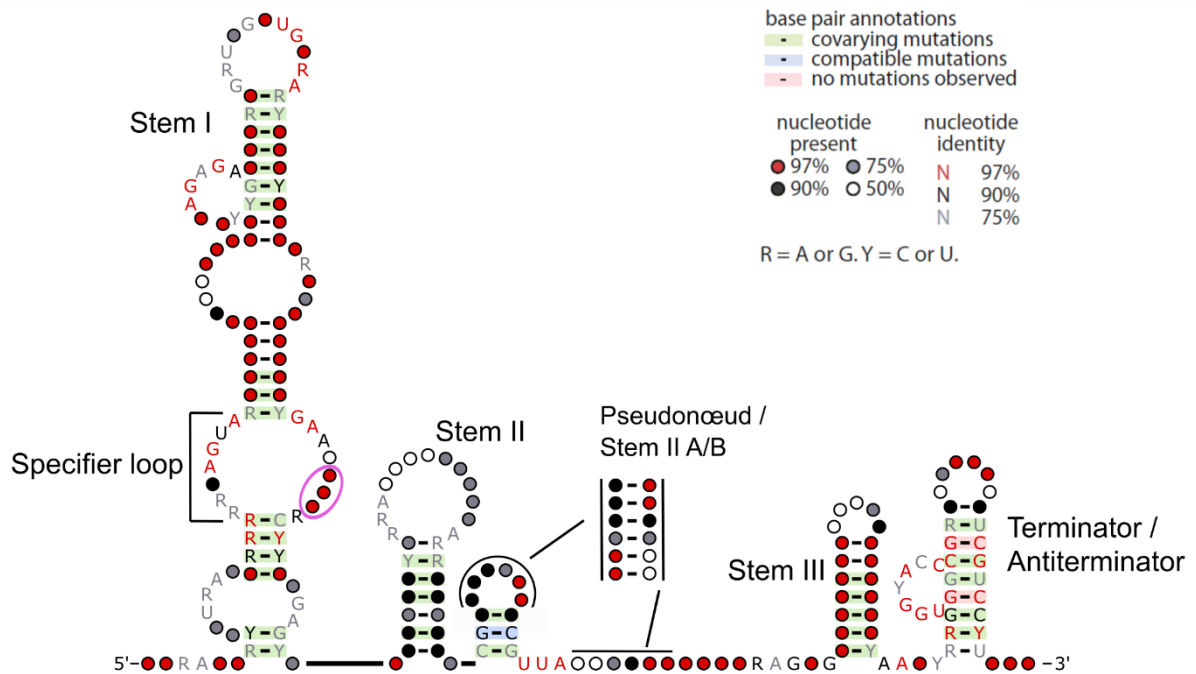 base pair annotations
covarying mutations
compatible mutations
no mutations observed
nucleotide present
97%
75%
90%
50%
nucleotide identity
N 97%
N 90%
N 75%
R = A or G. Y = C or U.
Stem I
G U G
U R
R A
G
R
R Y
A G A
G G Y
A Y Y
R
Specifier loop
R Y
A G A A A
U
G
A
R
R
R C R
R Y
R Y
A
R
U
G
A
Y G
R Y
Stem II
A R R
A R
Y R
Pseudonœud /
Stem II A/B
G C
C G
Stem III
Terminator /
Antiterminator
R U
G C
C C C G
A G U
Y G C
G G U G C
R Y
5'- R A U U A R A G G Y A A Y R U -3'